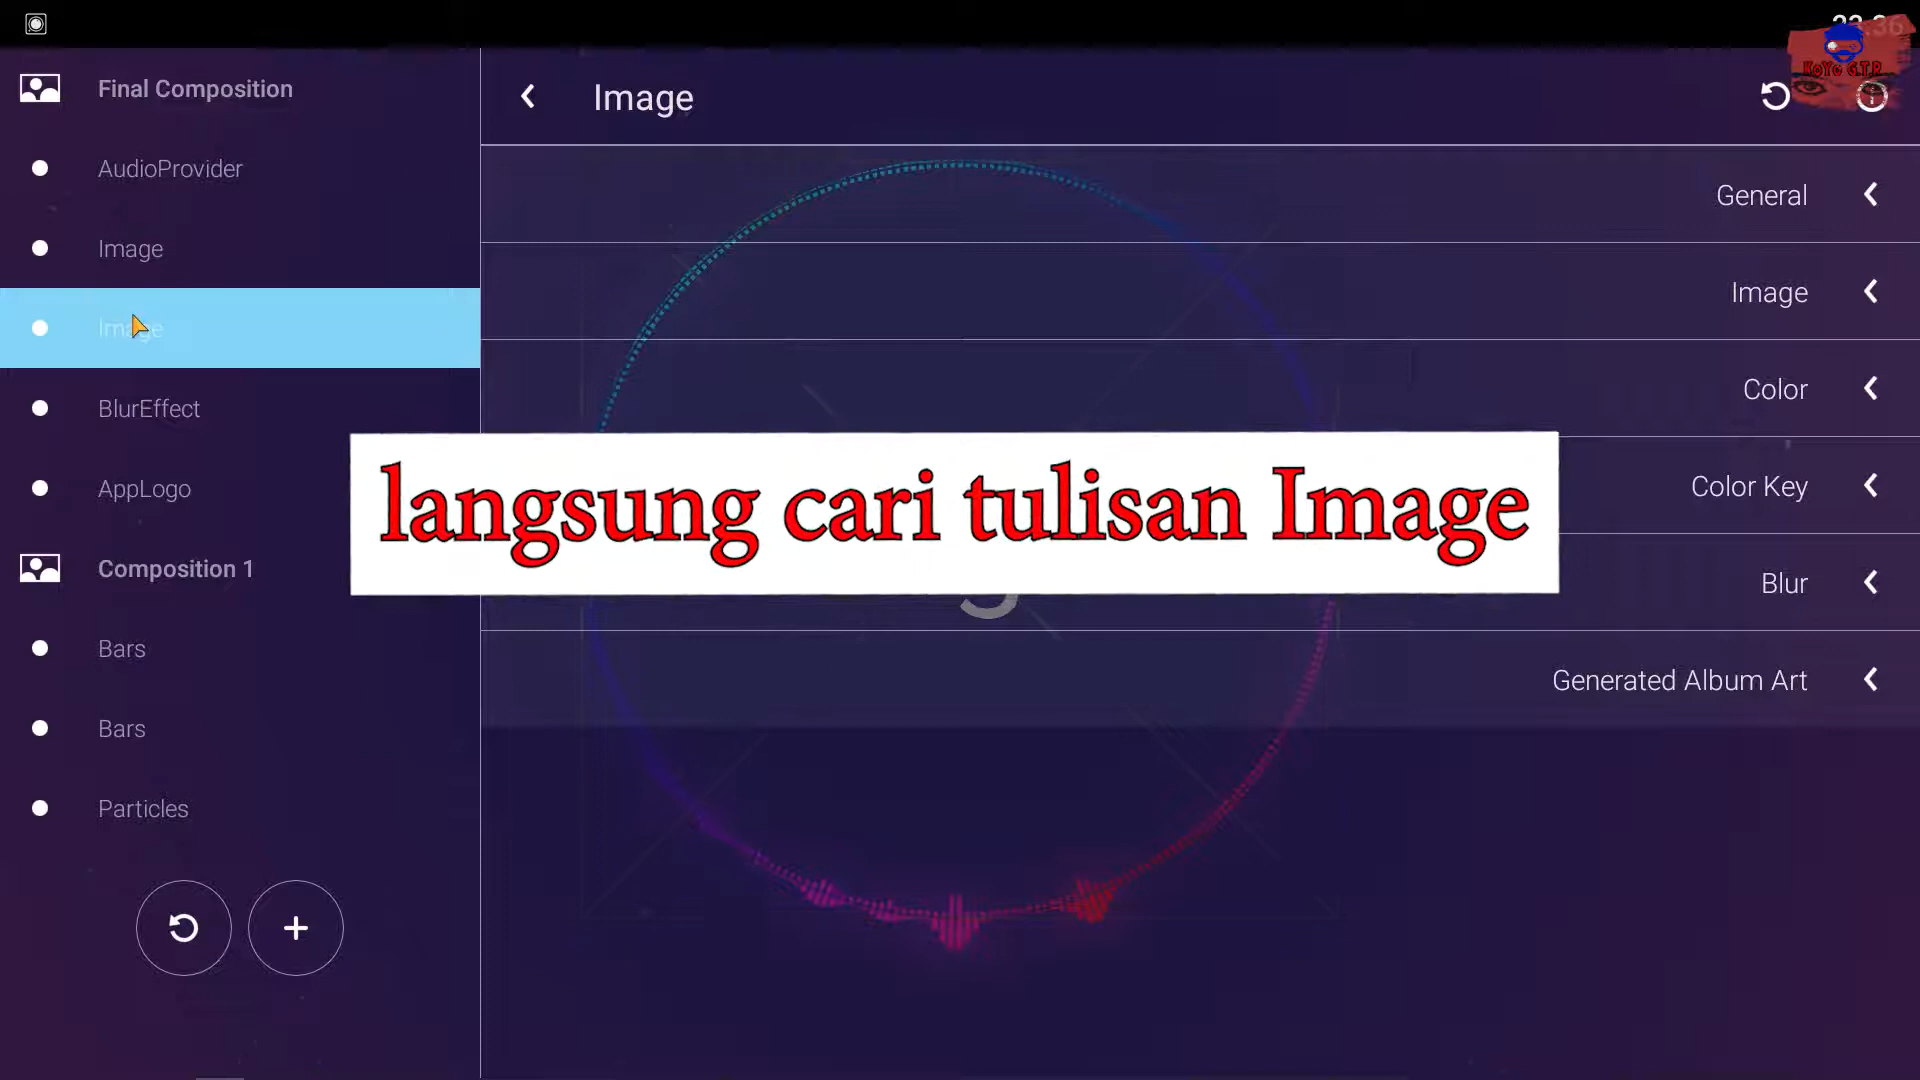 Final Composition
AudioProvider
Image
Image
BlurEffect
AppLogo
Composition 1
Bars
Bars
Particles
Image
General
Image
Color
Color Key
Blur
Generated Album Art
langsung cari tulisan Image
KoYo G.T.R